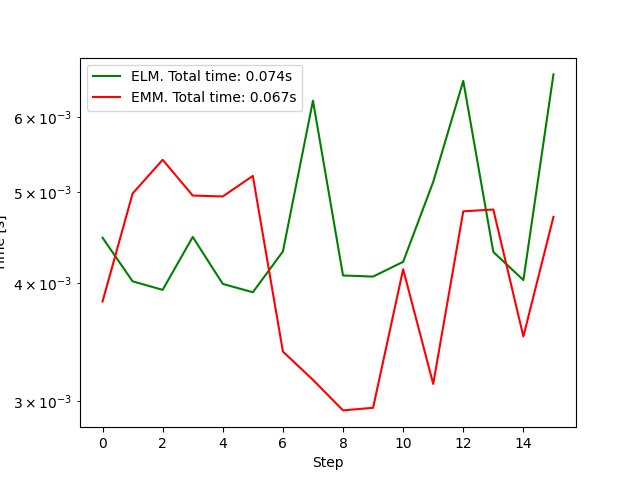 ELM. Total time: 0.074s
EMM. Total time: 0.067s
6 × 10⁻³
5 × 10⁻³
4 × 10⁻³
3 × 10⁻³
Time [s]
0 2 4 6 8 10 12 14
Step